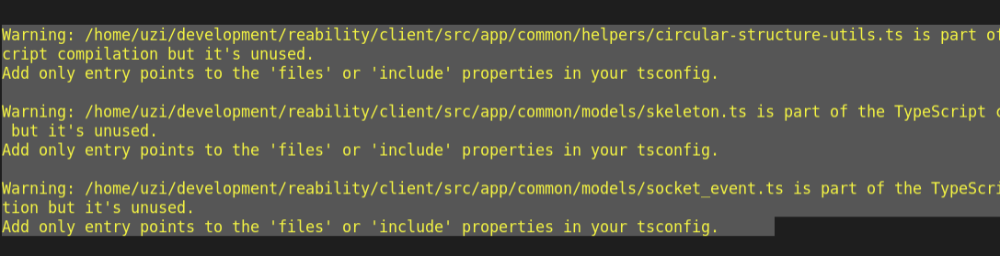 Warning: /home/uzi/development/reability/client/src/app/common/helpers/circular-structure-utils.ts is part of
cript compilation but it's unused.
Add only entry points to the 'files' or 'include' properties in your tsconfig.
Warning: /home/uzi/development/reability/client/src/app/common/models/skeleton.ts is part of the TypeScript c
but it's unused.
Add only entry points to the 'files' or 'include' properties in your tsconfig.
Warning: /home/uzi/development/reability/client/src/app/common/models/socket_event.ts is part of the TypeScri
tion but it's unused.
Add only entry points to the 'files' or 'include' properties in your tsconfig.